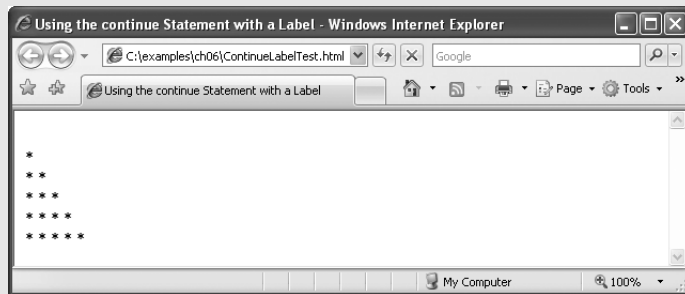 Using the continue Statement with a Label - Windows Internet Explorer
C:\examples\ch06\ContinueLabelTest.html Google
Using the continue Statement with a Label Page Tools »
*
* *
* * *
* * * *
* * * * *
My Computer 100%